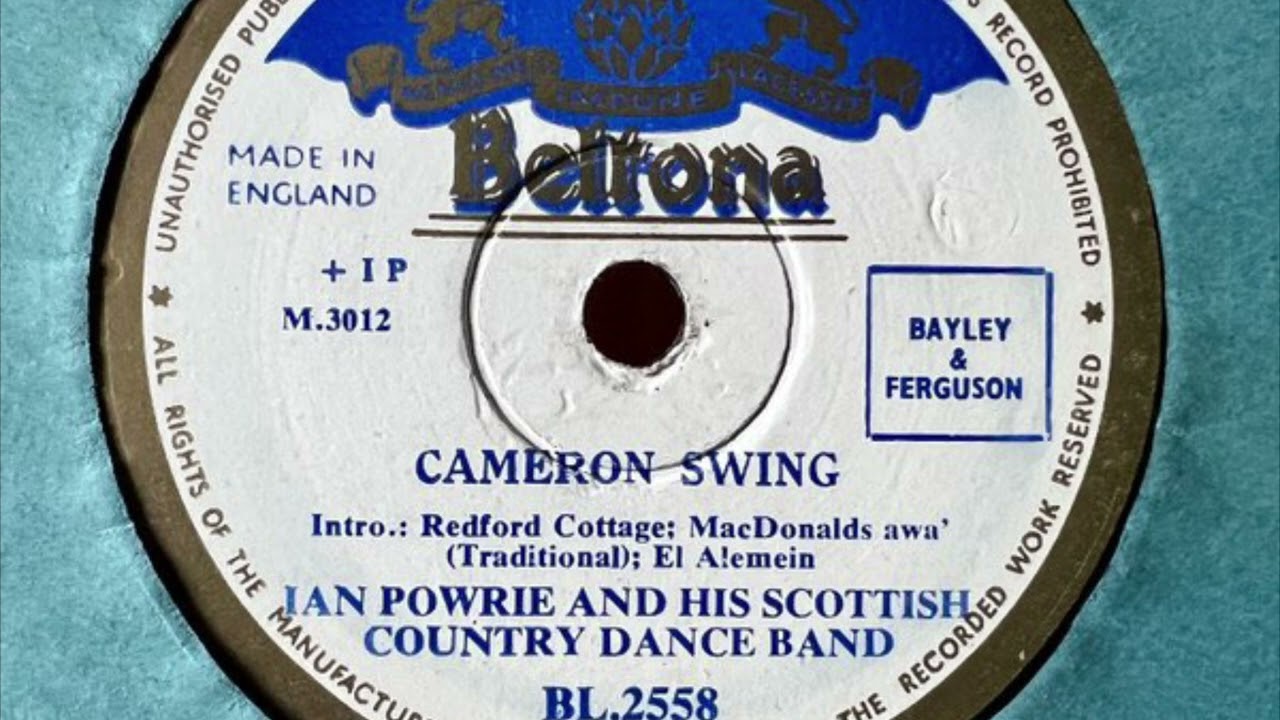 UNAUTHORISED PUB
S RECORD PROHIBITED
Beltona
MADE IN
ENGLAND
+ I P
M.3012
BAYLEY
&
FERGUSON
CAMERON SWING
Intro.: Redford Cottage; MacDonalds awa'
(Traditional); El Alemein
IAN POWRIE AND HIS SCOTTISH
COUNTRY DANCE BAND
BL.2558
ALL RIGHTS OF THE MANUFACTUR
THE RECORDED WORK RESERVED